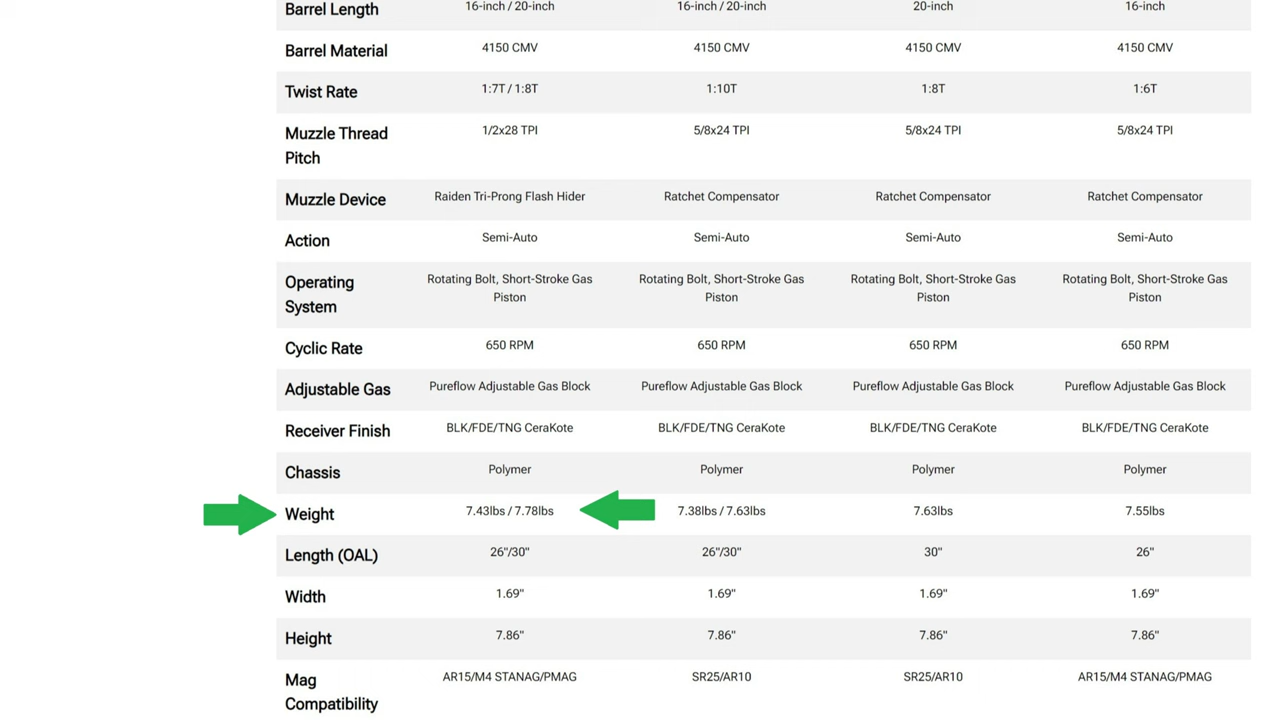 Barrel Length 16-inch / 20-inch 16-inch / 20-inch 20-inch 16-inch
Barrel Material 4150 CMV 4150 CMV 4150 CMV 4150 CMV
Twist Rate 1:7T / 1:8T 1:10T 1:8T 1:6T
Muzzle Thread 1/2x28 TPI 5/8x24 TPI 5/8x24 TPI 5/8x24 TPI
Pitch
Muzzle Device Raiden Tri-Prong Flash Hider Ratchet Compensator Ratchet Compensator Ratchet Compensator
Action Semi-Auto Semi-Auto Semi-Auto Semi-Auto
Operating Rotating Bolt, Short-Stroke Gas Rotating Bolt, Short-Stroke Gas Rotating Bolt, Short-Stroke Gas Rotating Bolt, Short-Stroke Gas
System Piston Piston Piston Piston
Cyclic Rate 650 RPM 650 RPM 650 RPM 650 RPM
Adjustable Gas Pureflow Adjustable Gas Block Pureflow Adjustable Gas Block Pureflow Adjustable Gas Block Pureflow Adjustable Gas Block
Receiver Finish BLK/FDE/TNG CeraKote BLK/FDE/TNG CeraKote BLK/FDE/TNG CeraKote BLK/FDE/TNG CeraKote
Chassis Polymer Polymer Polymer Polymer
Weight 7.43lbs / 7.78lbs 7.38lbs / 7.63lbs 7.63lbs 7.55lbs
Length (OAL) 26"/30" 26"/30" 30" 26"
Width 1.69" 1.69" 1.69" 1.69"
Height 7.86" 7.86" 7.86" 7.86"
Mag AR15/M4 STANAG/PMAG SR25/AR10 SR25/AR10 AR15/M4 STANAG/PMAG
Compatibility